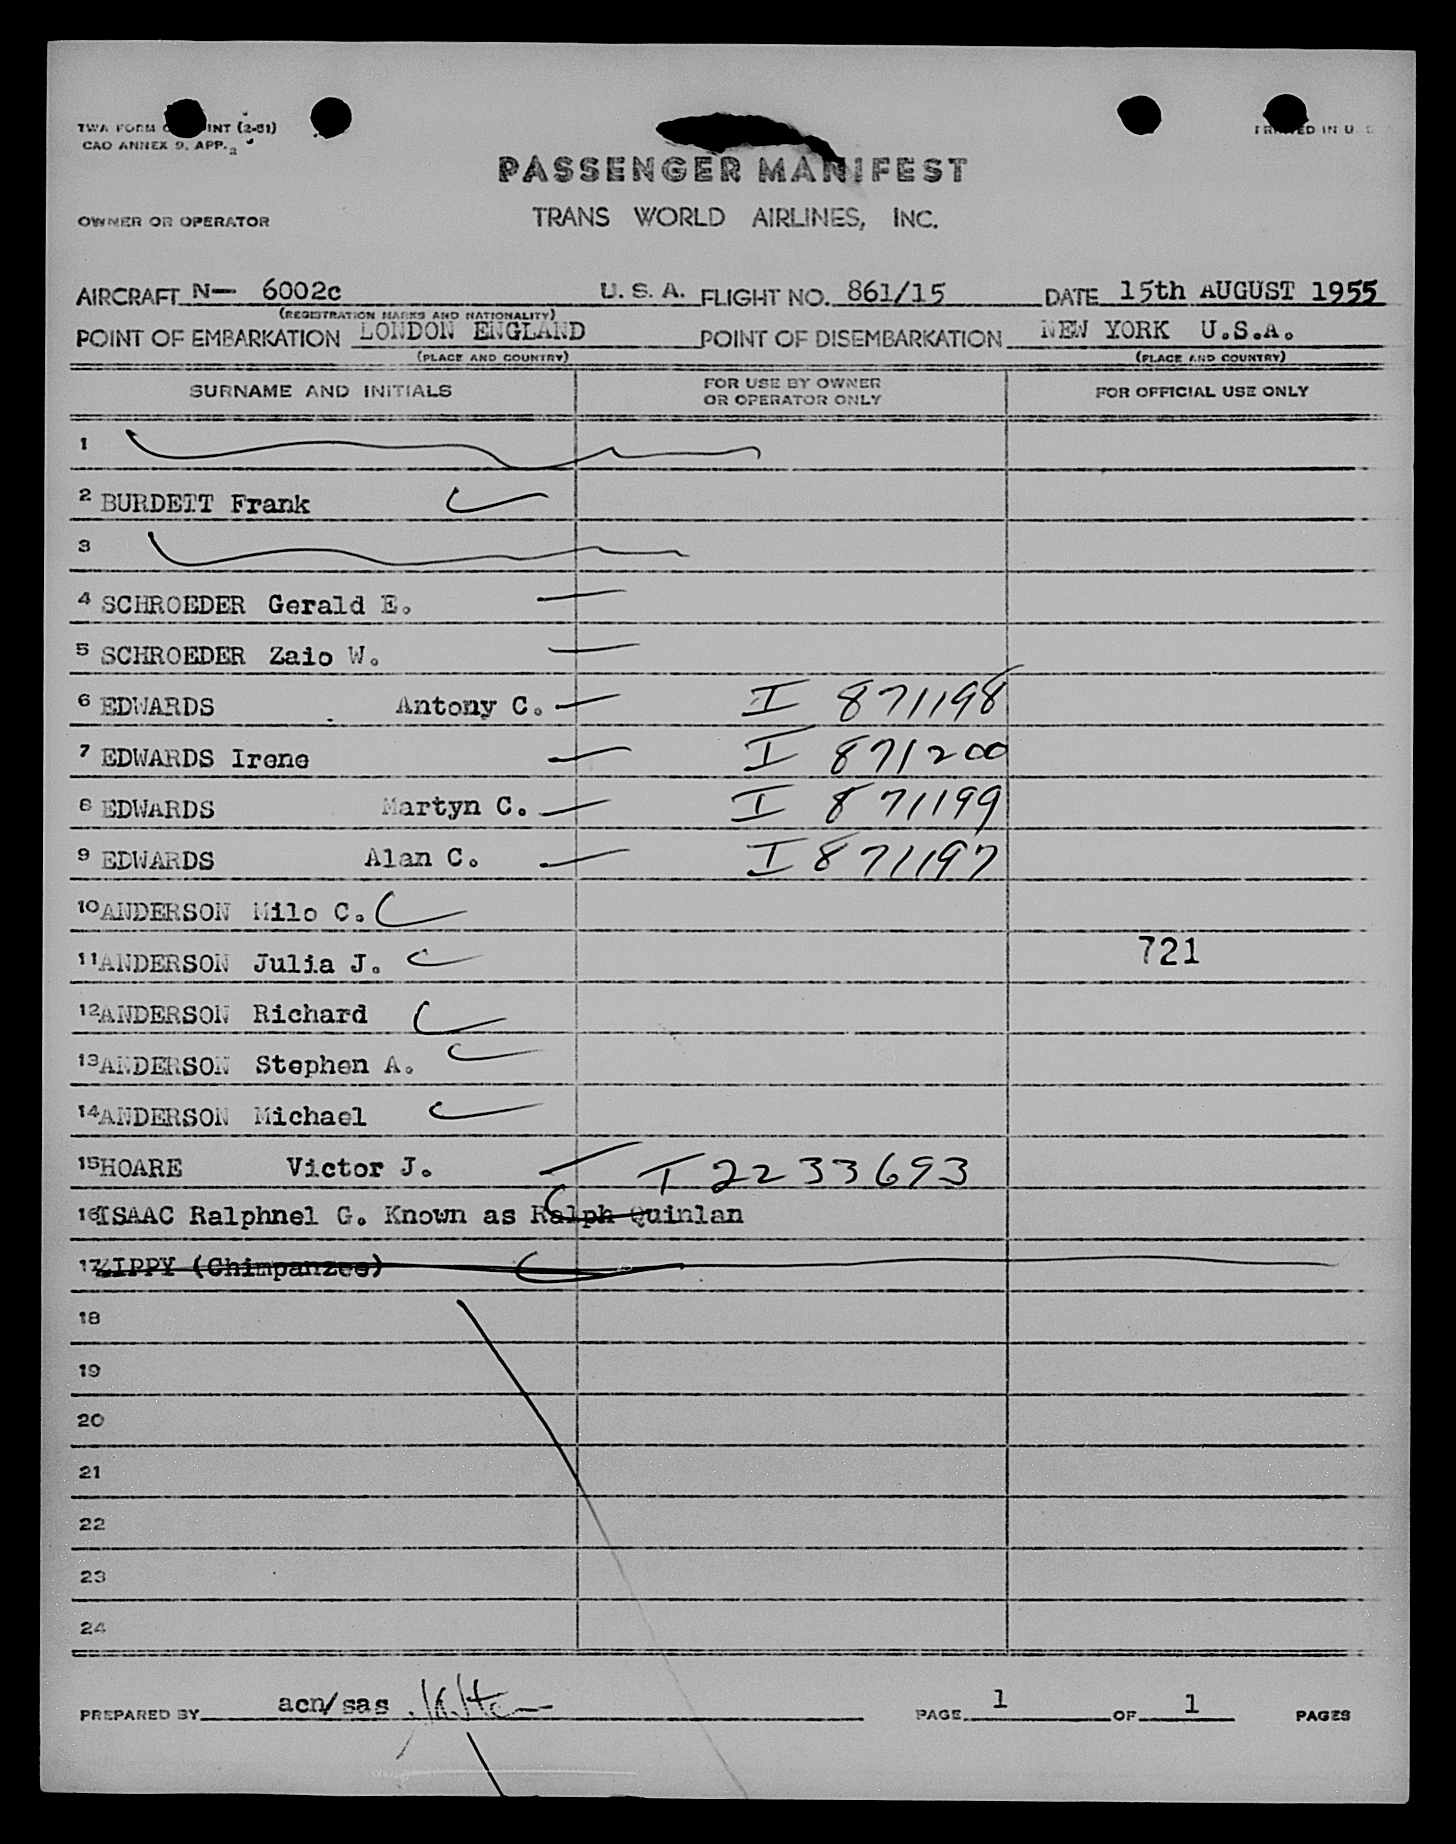 TWA FORM INT (2-51)
CAO ANNEX 9, APP. 2
PRINTED IN U. S.
PASSENGER MANIFEST
OWNER OR OPERATOR TRANS WORLD AIRLINES, INC.
AIRCRAFT N- 6002c U. S. A. FLIGHT NO. 861/15 DATE 15th AUGUST 1955
(REGISTRATION MARKS AND NATIONALITY)
POINT OF EMBARKATION LONDON ENGLAND POINT OF DISEMBARKATION NEW YORK U.S.A.
(PLACE AND COUNTRY) (PLACE AND COUNTRY)
SURNAME AND INITIALS FOR USE BY OWNER OR OPERATOR ONLY FOR OFFICIAL USE ONLY
1
2 BURDETT Frank
3
4 SCHROEDER Gerald E.
5 SCHROEDER Zaio W.
6 EDWARDS Antony C. I 871198
7 EDWARDS Irene I 871200
8 EDWARDS Martyn C. I 871199
9 EDWARDS Alan C. I 871197
10 ANDERSON Milo C.
11 ANDERSON Julia J. 721
12 ANDERSON Richard
13 ANDERSON Stephen A.
14 ANDERSON Michael
15 HOARE Victor J. I 2233693
16 ISAAC Ralphnel G. Known as Ralph Quinlan
17 ZIPPY (Chimpanzee)
18
19
20
21
22
23
24
PREPARED BY acn/sas PAGE 1 OF 1 PAGES